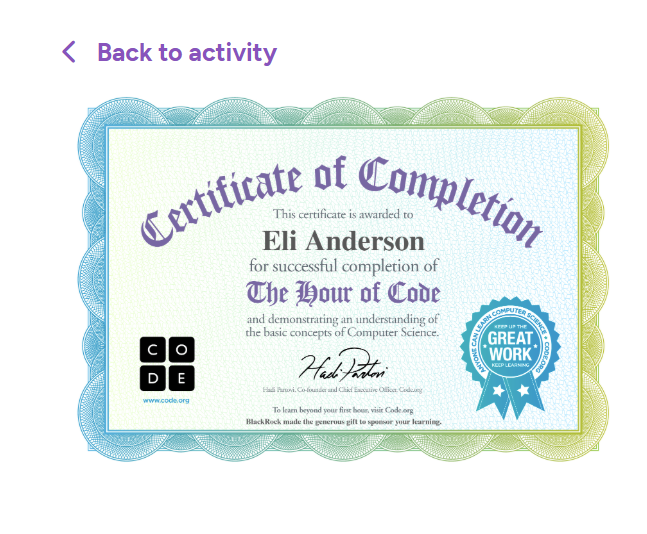 Back to activity
Certificate of Completion
This certificate is awarded to
Eli Anderson
for successful completion of
The Hour of Code
and demonstrating an understanding of
the basic concepts of Computer Science.
Hadi Partovi
Hadi Partovi, Co-founder and Chief Executive Officer, Code.org
To learn beyond your first hour, visit Code.org
BlackRock made the generous gift to sponsor your learning.
C O
D E
www.code.org
ANYONE CAN LEARN COMPUTER SCIENCE • CODE.ORG •
KEEP UP THE
GREAT
WORK
KEEP LEARNING